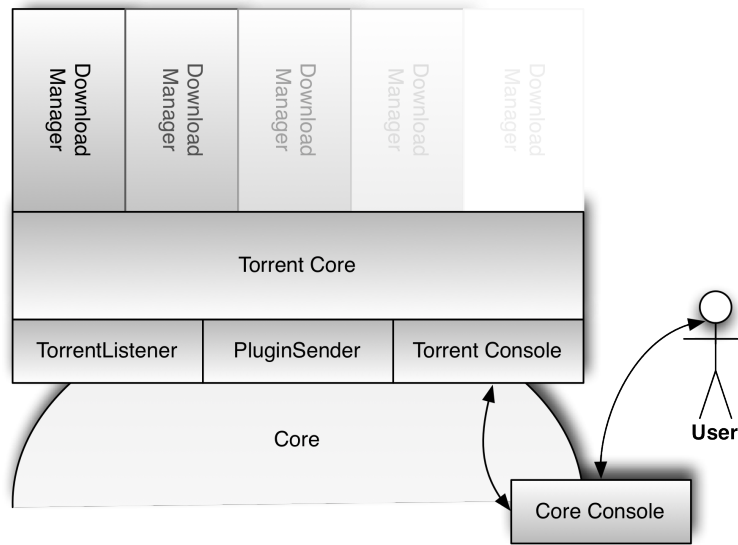 Download
Manager
Download
Manager
Download
Manager
Download
Manager
Download
Manager
Torrent Core
TorrentListener
PluginSender
Torrent Console
Core
User
Core Console